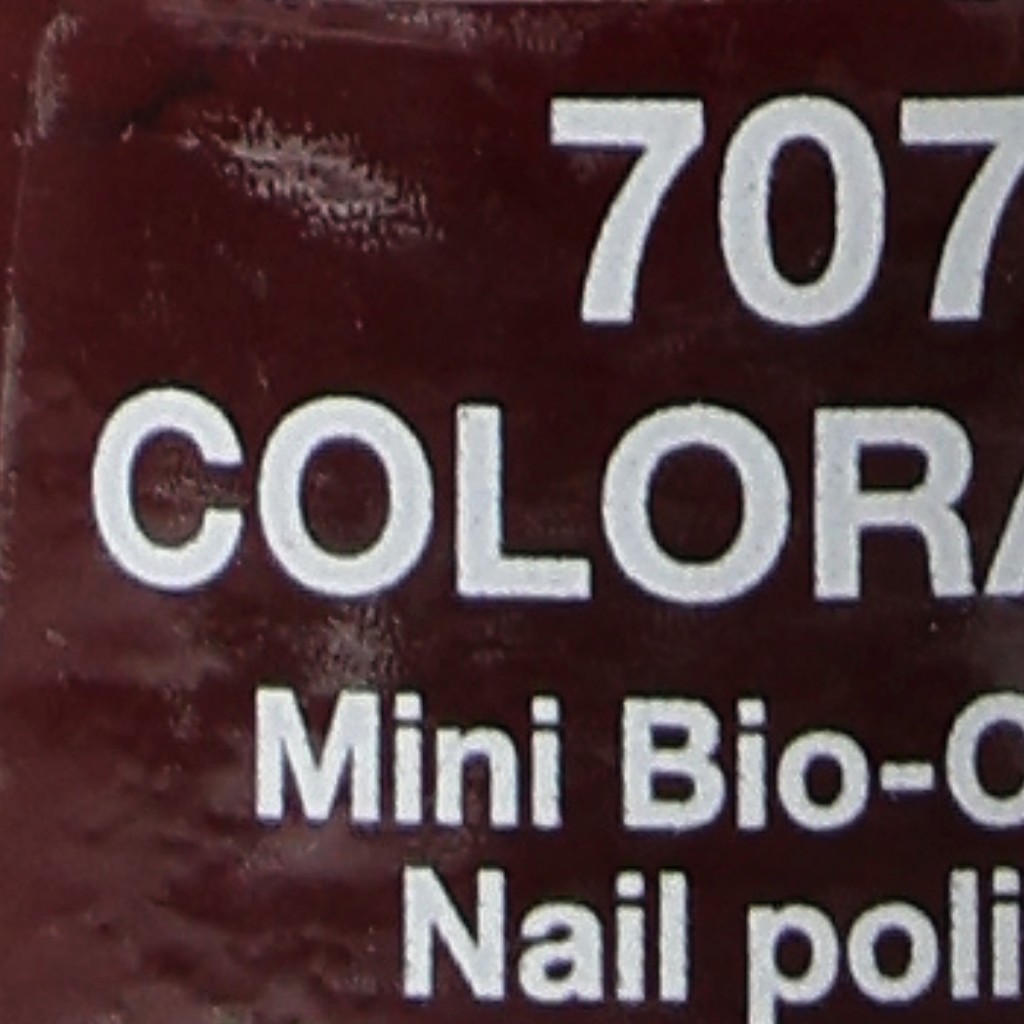 707
COLORA
Mini Bio-C
Nail poli